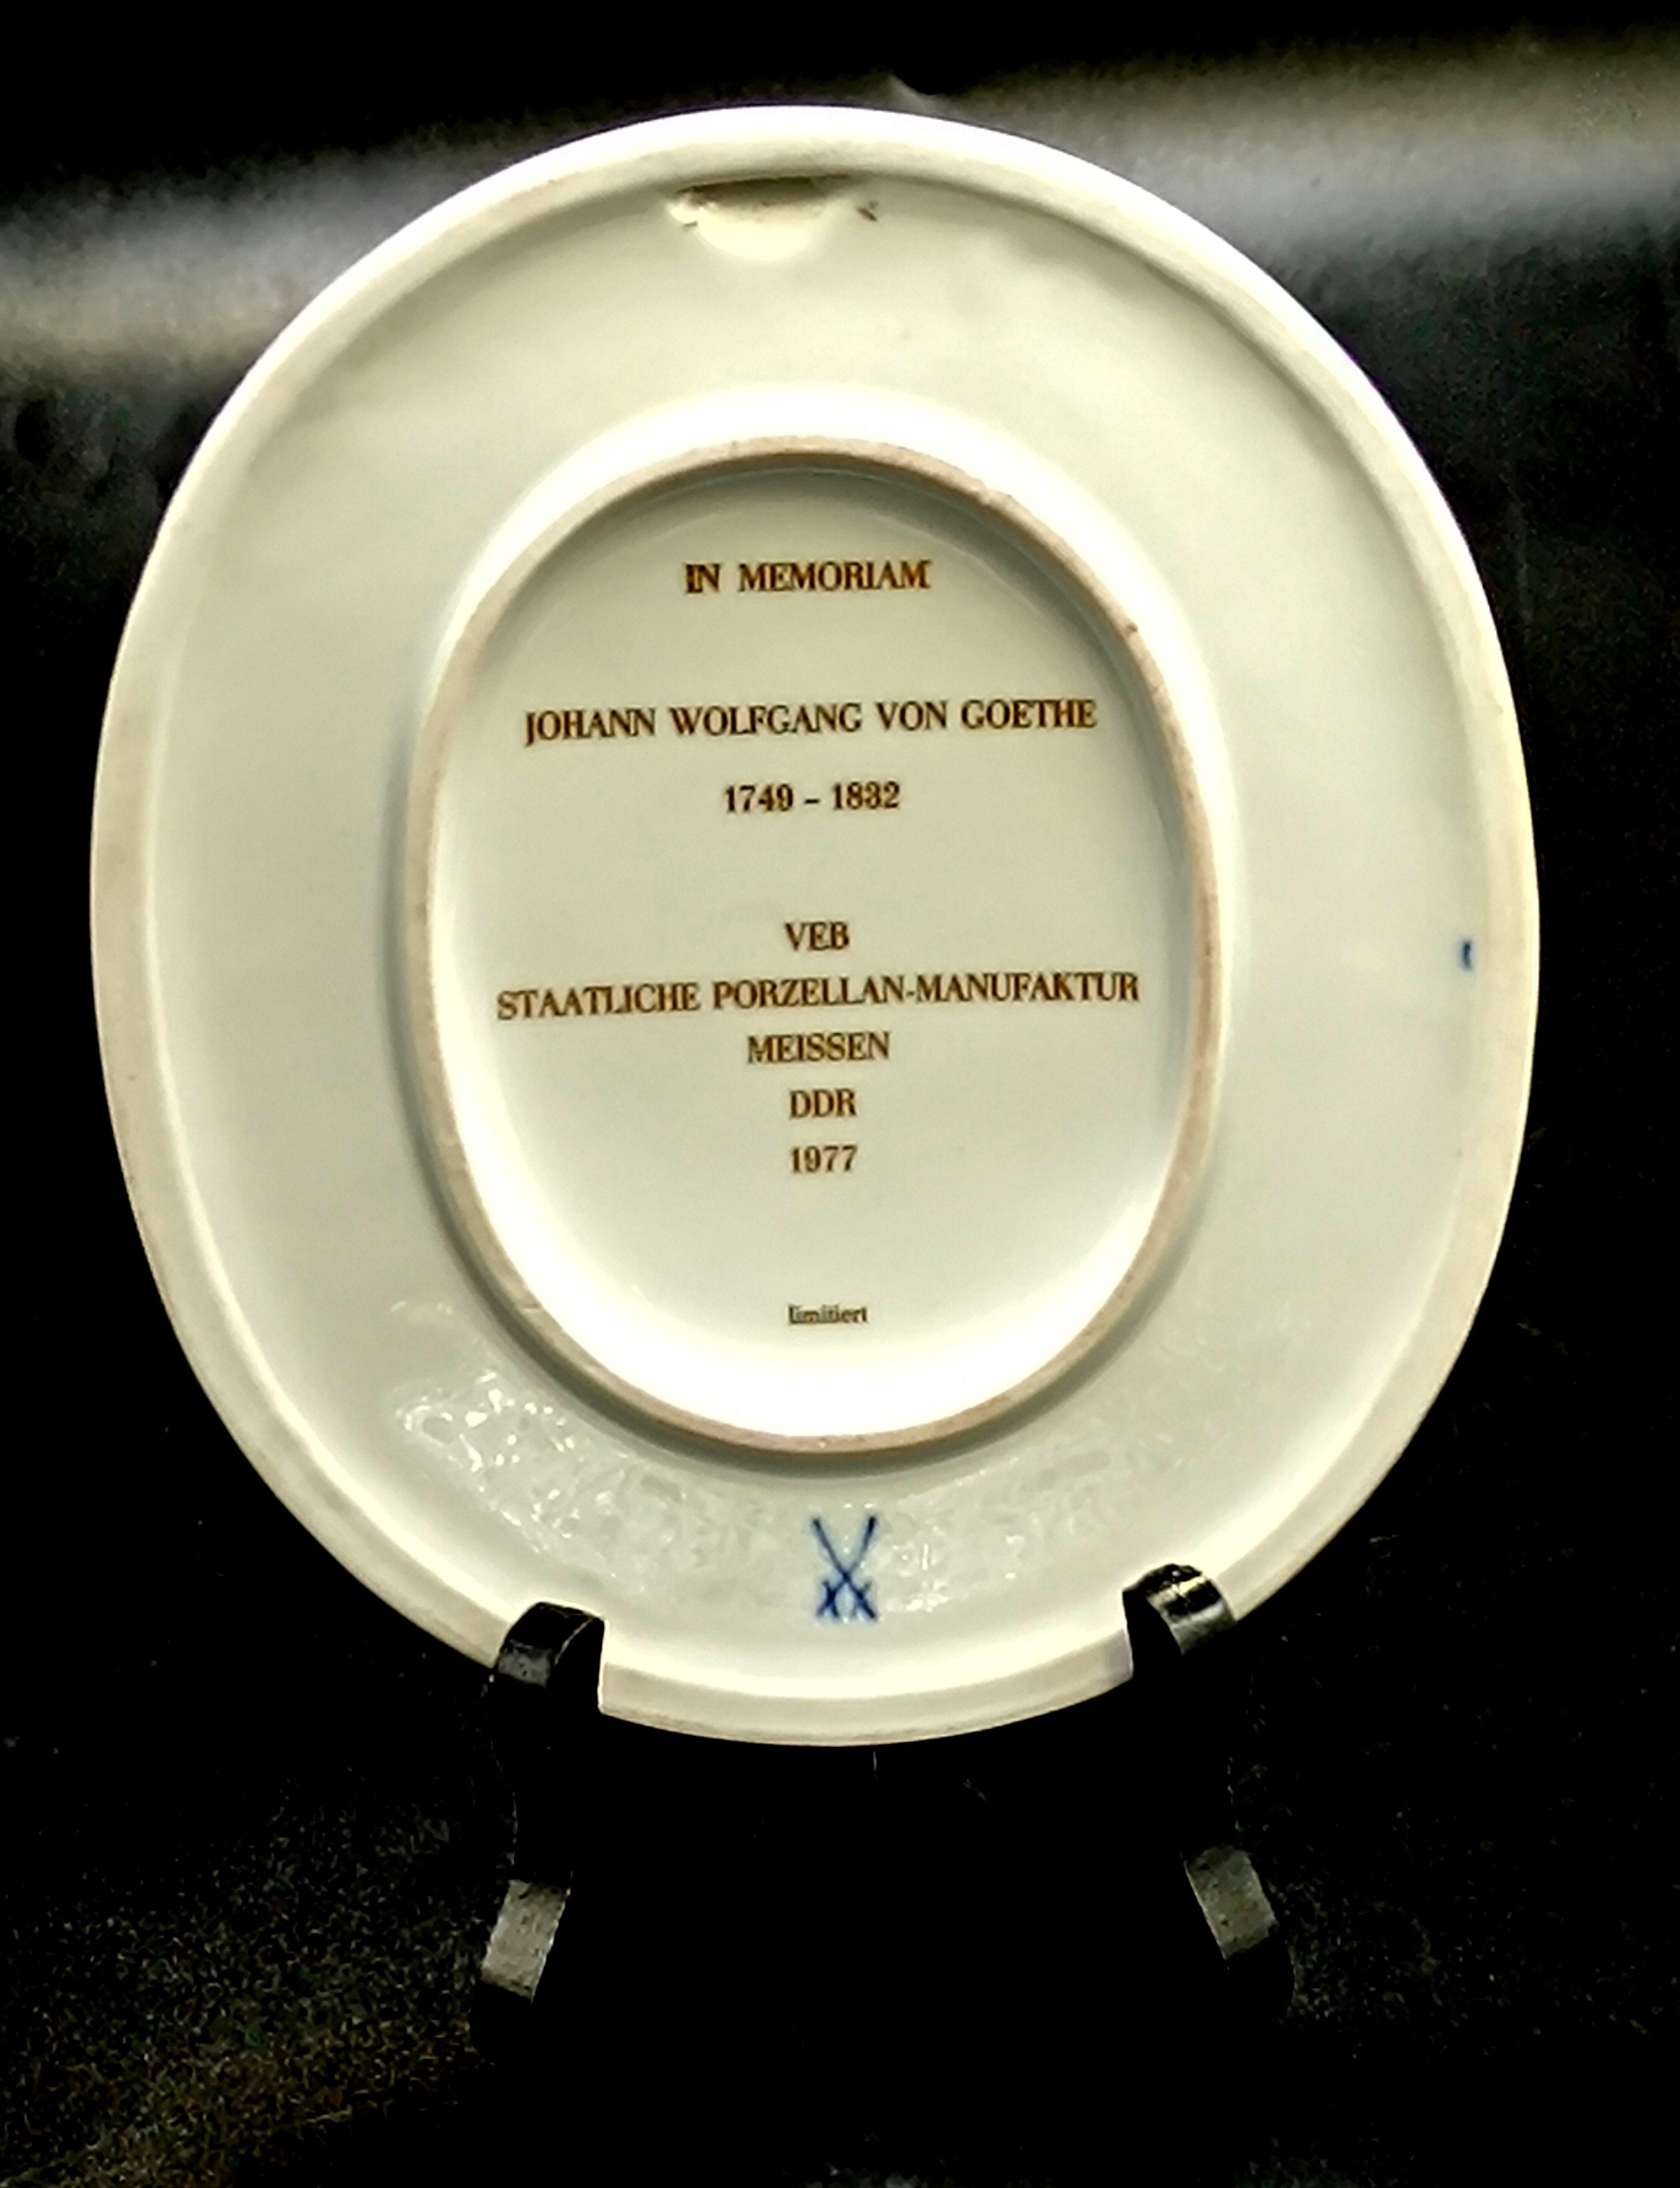 IN MEMORIAM
JOHANN WOLFGANG VON GOETHE
1749 – 1832
VEB
STAATLICHE PORZELLAN-MANUFAKTUR
MEISSEN
DDR
1977
limitiert